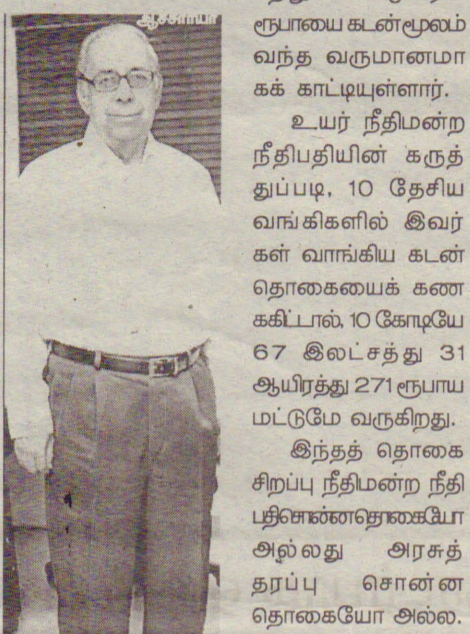 ஆச்சார்யா
ரூபாயை கடன் மூலம்
வந்த வருமானமா
கக் காட்டியுள்ளார்.
உயர் நீதிமன்ற
நீதிபதியின் கருத்
துப்படி, 10 தேசிய
வங்கிகளில் இவர்
கள் வாங்கிய கடன்
தொகையைக் கண
க்கிட்டால், 10 கோடியே
67 இலட்சத்து 31
ஆயிரத்து 271 ரூபாய்
மட்டுமே வருகிறது.
இந்தத் தொகை
சிறப்பு நீதிமன்ற நீதி
பதிசொன்னதொகையோ
அல்லது அரசுத்
தரப்பு சொன்ன
தொகையோ அல்ல.